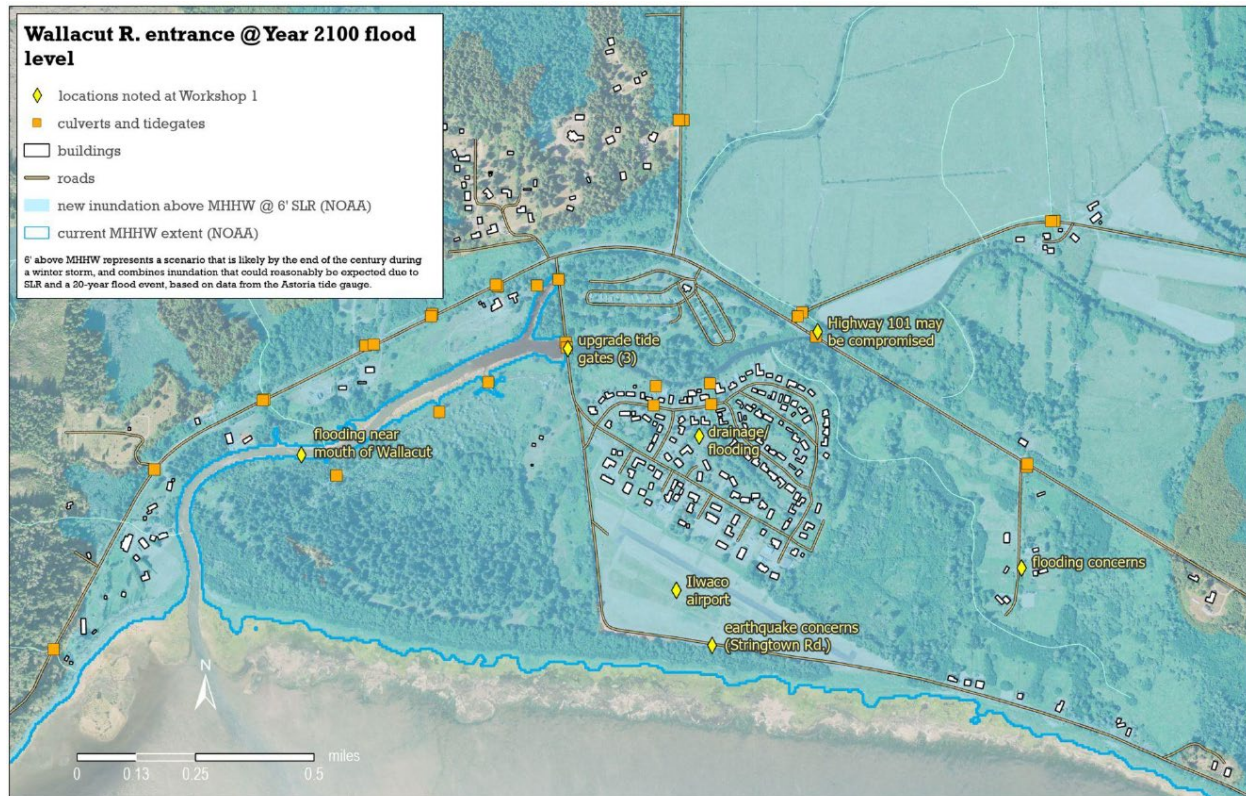 Wallacut R. entrance @ Year 2100 flood
level
locations noted at Workshop 1
culverts and tidegates
buildings
roads
new inundation above MHHW @ 6' SLR (NOAA)
current MHHW extent (NOAA)
6' above MHHW represents a scenario that is likely by the end of the century during
a winter storm, and combines inundation that could reasonably be expected due to
SLR and a 20-year flood event, based on data from the Astoria tide gauge.
upgrade tide
gates (3)
Highway 101 may
be compromised
flooding near
mouth of Wallacut
drainage/
flooding
flooding concerns
Ilwaco
airport
earthquake concerns
(Stringtown Rd.)
N
miles
0 0.13 0.25 0.5